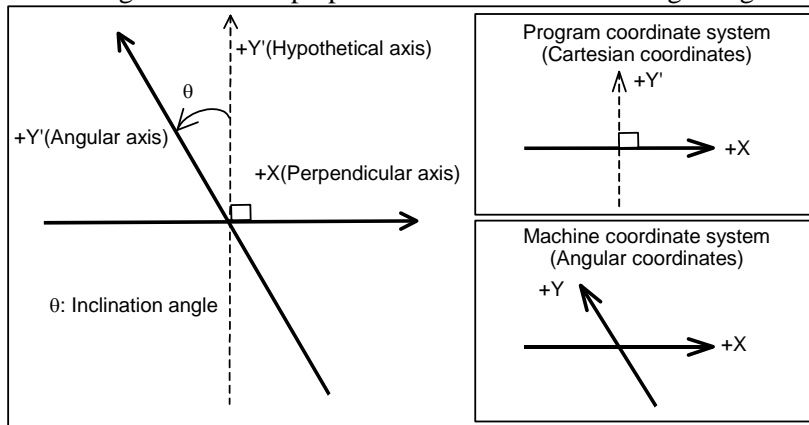 +Y'(Hypothetical axis)
θ
+Y'(Angular axis)
+X(Perpendicular axis)
θ: Inclination angle
Program coordinate system
(Cartesian coordinates)
+Y'
+X
Machine coordinate system
(Angular coordinates)
+Y
+X